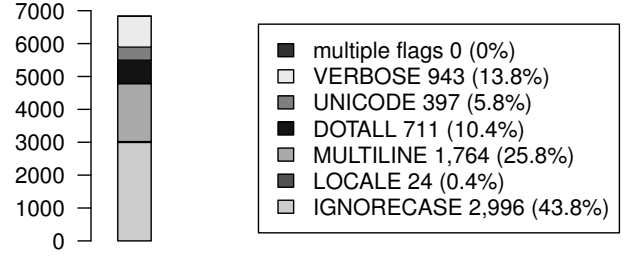 7000
6000
5000
4000
3000
2000
1000
0
multiple flags 0 (0%)
VERBOSE 943 (13.8%)
UNICODE 397 (5.8%)
DOTALL 711 (10.4%)
MULTILINE 1,764 (25.8%)
LOCALE 24 (0.4%)
IGNORECASE 2,996 (43.8%)